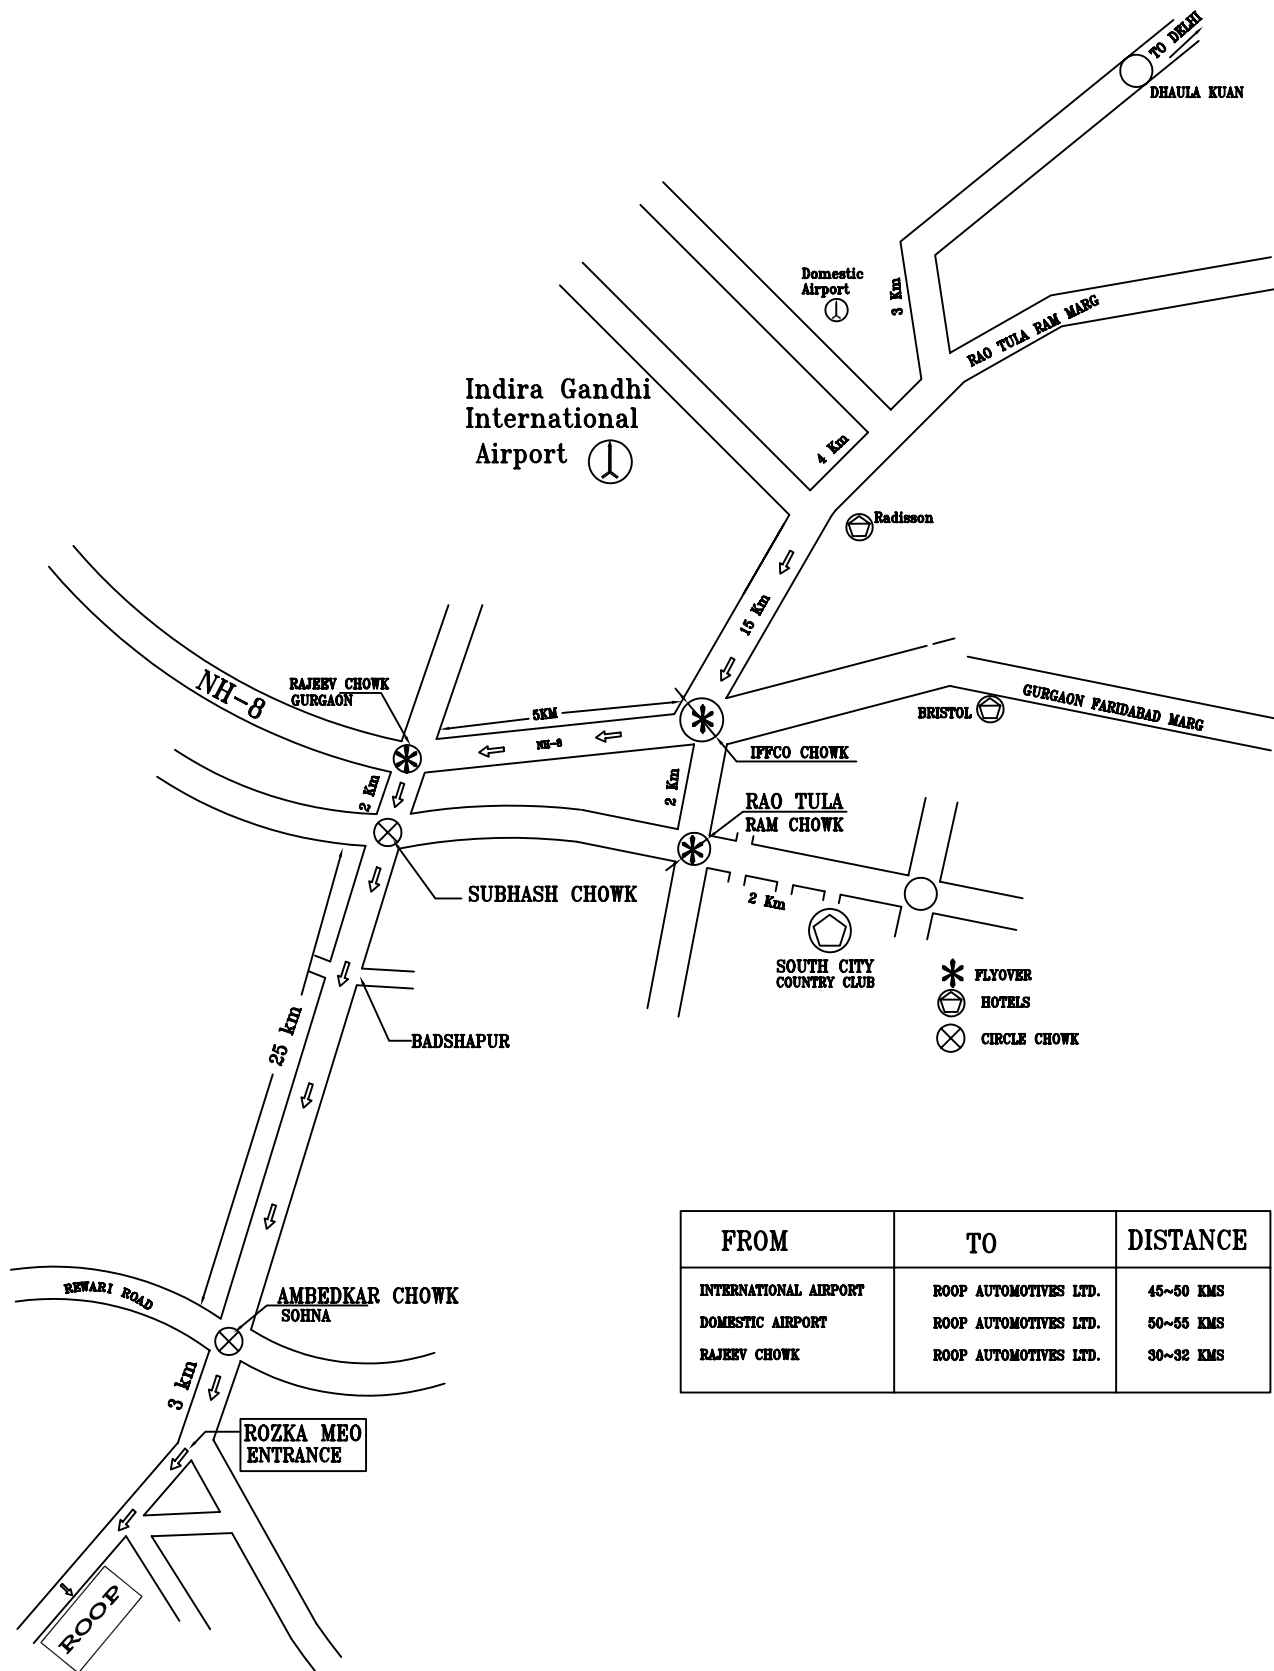 TO DELHI
DHAULA KUAN
Domestic
Airport
3 Km
RAO TULA RAM MARG
Indira Gandhi
International
Airport
4 Km
Radisson
15 Km
NH-8
RAJEEV CHOWK
GURGAON
5KM
NH-8
GURGAON FARIDABAD MARG
BRISTOL
IFFCO CHOWK
2 Km
2 Km
RAO TULA
RAM CHOWK
SUBHASH CHOWK
2 Km
SOUTH CITY
COUNTRY CLUB
FLYOVER
HOTELS
CIRCLE CHOWK
25 km
BADSHAPUR
FROM TO DISTANCE
INTERNATIONAL AIRPORT ROOP AUTOMOTIVES LTD. 45~50 KMS
DOMESTIC AIRPORT ROOP AUTOMOTIVES LTD. 50~55 KMS
RAJEEV CHOWK ROOP AUTOMOTIVES LTD. 30~32 KMS
REWARI ROAD
AMBEDKAR CHOWK
SOHNA
3 km
ROZKA MEO
ENTRANCE
ROOP